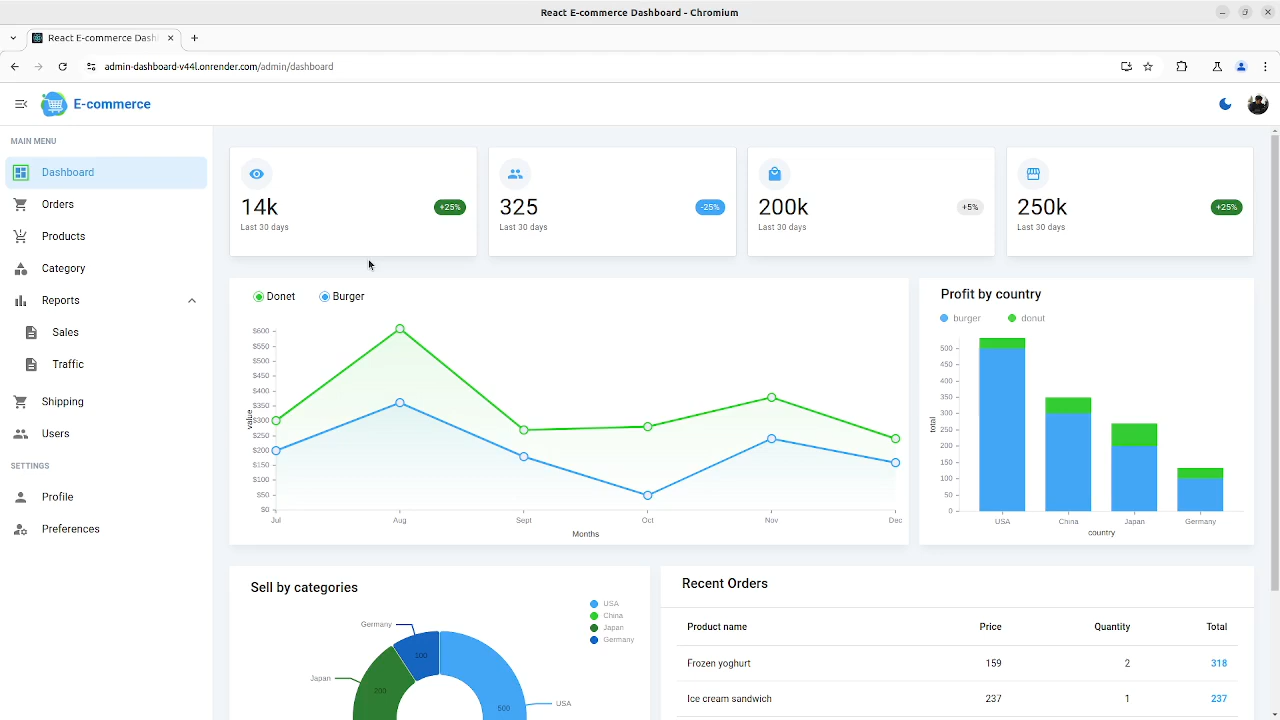 React E-commerce Dashboard - Chromium
React E-commerce Dash
admin-dashboard-v44l.onrender.com/admin/dashboard
E-commerce
MAIN MENU
Dashboard
Orders
Products
Category
Reports
Sales
Traffic
Shipping
Users
SETTINGS
Profile
Preferences
14k
+25%
Last 30 days
325
-25%
Last 30 days
200k
+5%
Last 30 days
250k
+25%
Last 30 days
Donet Burger
$600
$550
$500
$450
$400
$350
$300
$250
$200
$150
$100
$50
$0
value
Jul Aug Sept Oct Nov Dec
Months
Profit by country
burger donut
500
450
400
350
300
250
200
150
100
50
0
total
USA China Japan Germany
country
Sell by categories
USA
China
Japan
Germany
Germany
100
Japan
200
500
USA
Recent Orders
Product name Price Quantity Total
Frozen yoghurt 159 2 318
Ice cream sandwich 237 1 237